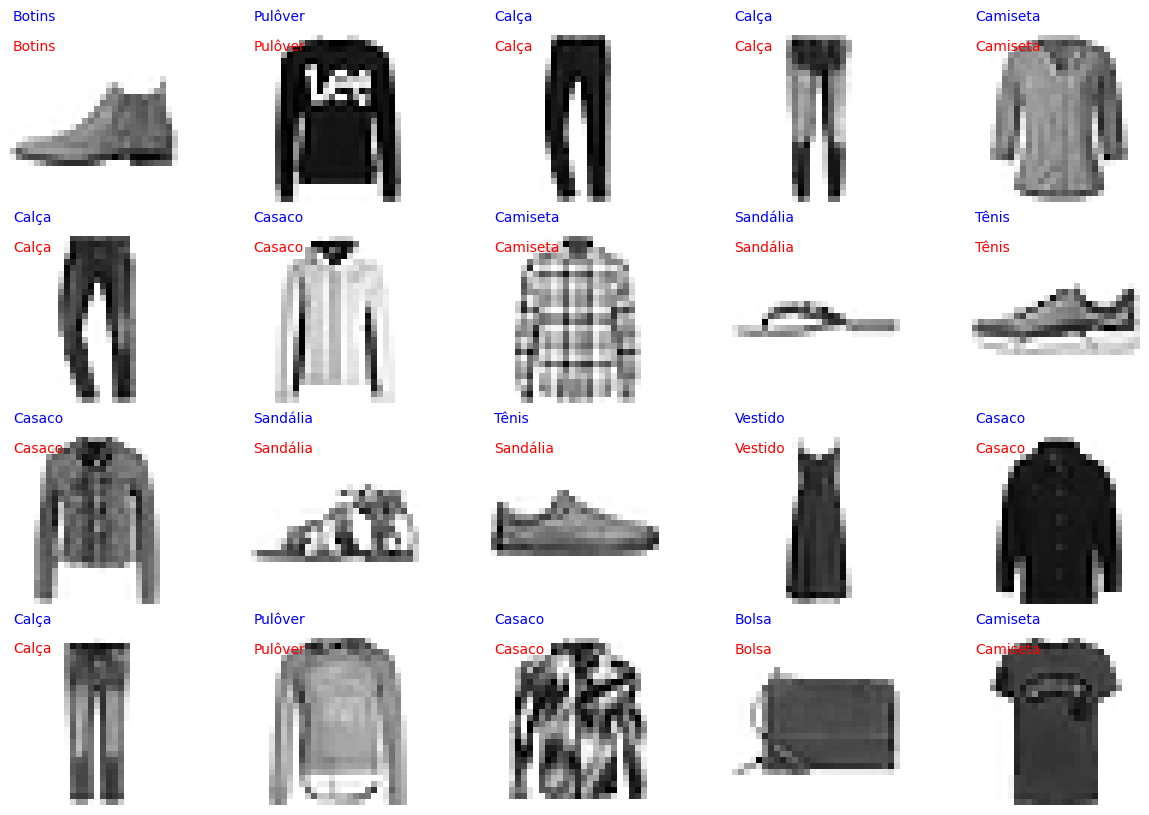 Botins Pulôver Calça Calça Camiseta
Botins Pulôver Calça Calça Camiseta
Lee
Calça Casaco Camiseta Sandália Tênis
Calça Casaco Camiseta Sandália Tênis
Casaco Sandália Tênis Vestido Casaco
Casaco Sandália Sandália Vestido Casaco
Calça Pulôver Casaco Bolsa Camiseta
Calça Pulôver Casaco Bolsa Camiseta